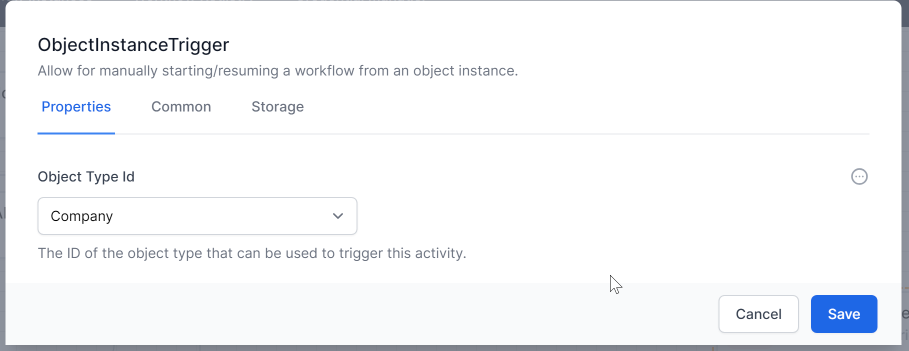 ObjectInstanceTrigger
Allow for manually starting/resuming a workflow from an object instance.
Properties Common Storage
Object Type Id
Company
The ID of the object type that can be used to trigger this activity.
Cancel Save